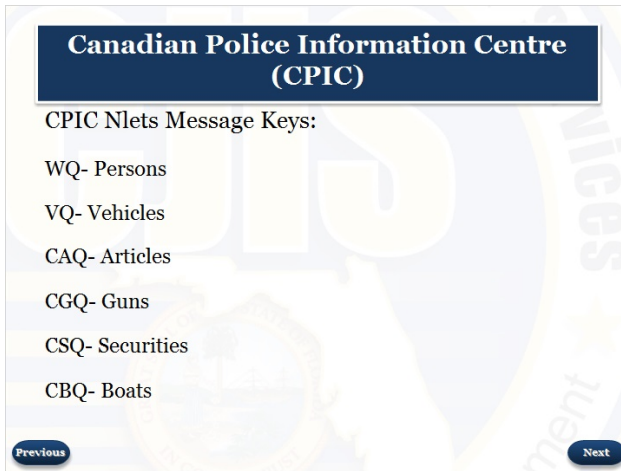 Canadian Police Information Centre
(CPIC)
CPIC Nlets Message Keys:
WQ- Persons
VQ- Vehicles
CAQ- Articles
CGQ- Guns
CSQ- Securities
CBQ- Boats
Previous
Next